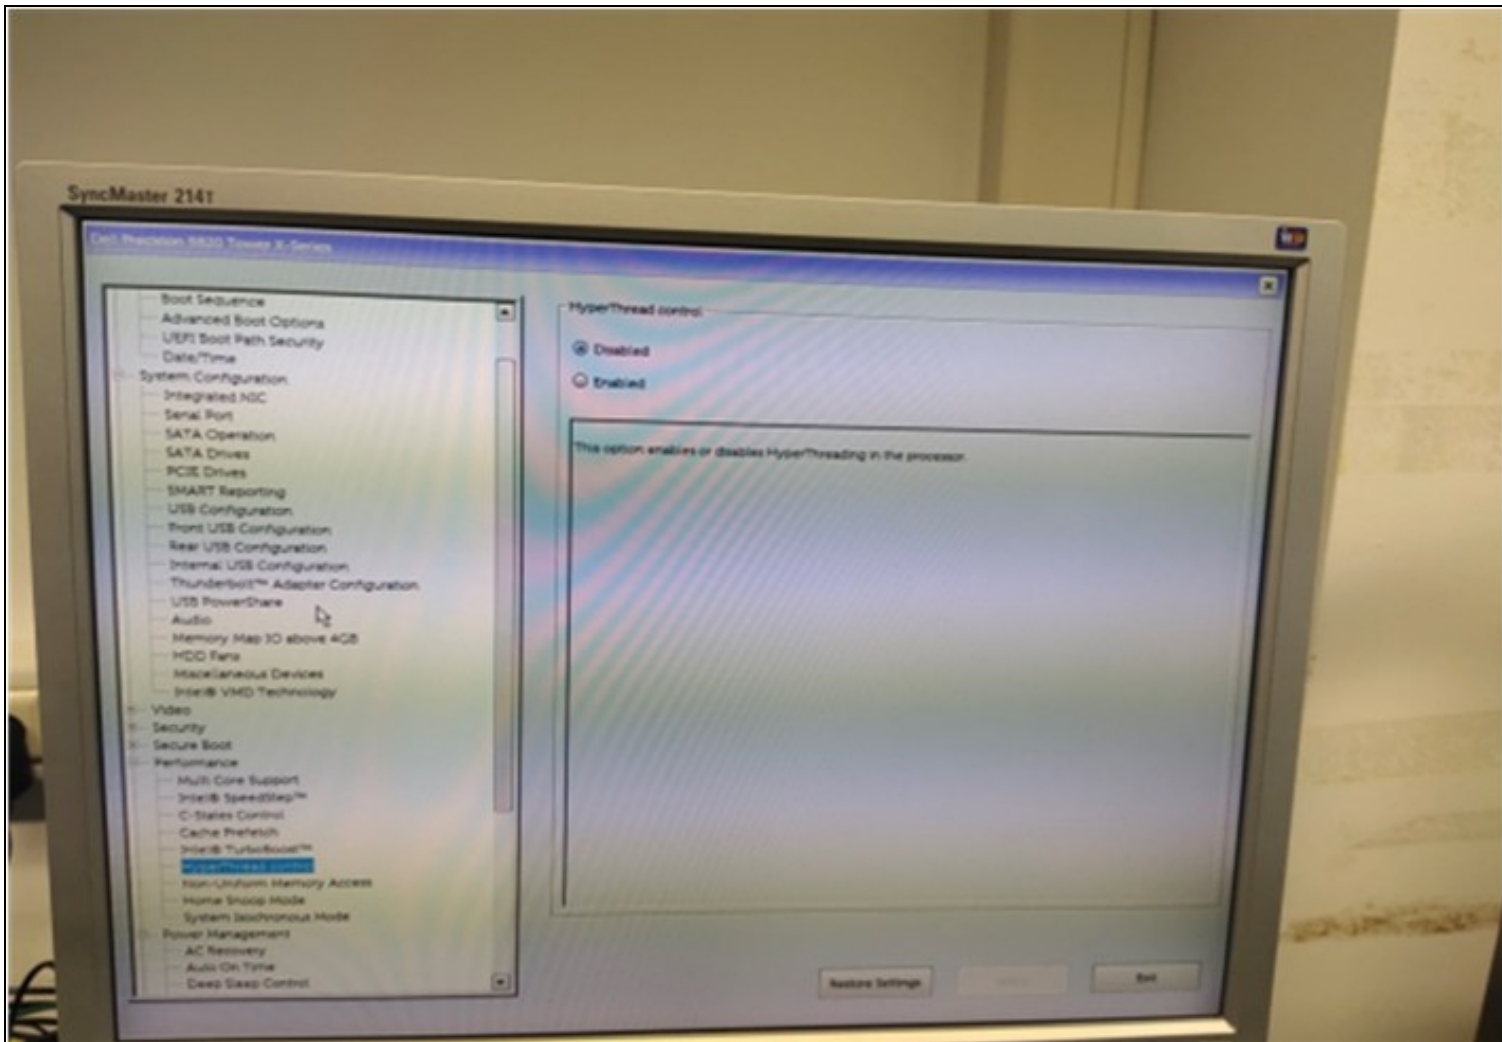 SyncMaster 214T
Dell Precision 5820 Tower X-Series
Boot Sequence
Advanced Boot Options
UEFI Boot Path Security
Date/Time
System Configuration
Integrated NIC
Serial Port
SATA Operation
SATA Drives
PCIE Drives
SMART Reporting
USB Configuration
Front USB Configuration
Rear USB Configuration
Internal USB Configuration
Thunderbolt™ Adapter Configuration
USB PowerShare
Audio
Memory Map IO above 4GB
HDD Fans
Miscellaneous Devices
Intel® VMD Technology
Video
Security
Secure Boot
Performance
Multi Core Support
Intel® SpeedStep™
C-States Control
Cache Prefetch
Intel® TurboBoost™
HyperThread control
Non-Uniform Memory Access
Home Snoop Mode
System Isochronous Mode
Power Management
AC Recovery
Auto On Time
Deep Sleep Control
HyperThread control
Disabled
Enabled
This option enables or disables HyperThreading in the processor.
Restore Settings
Exit